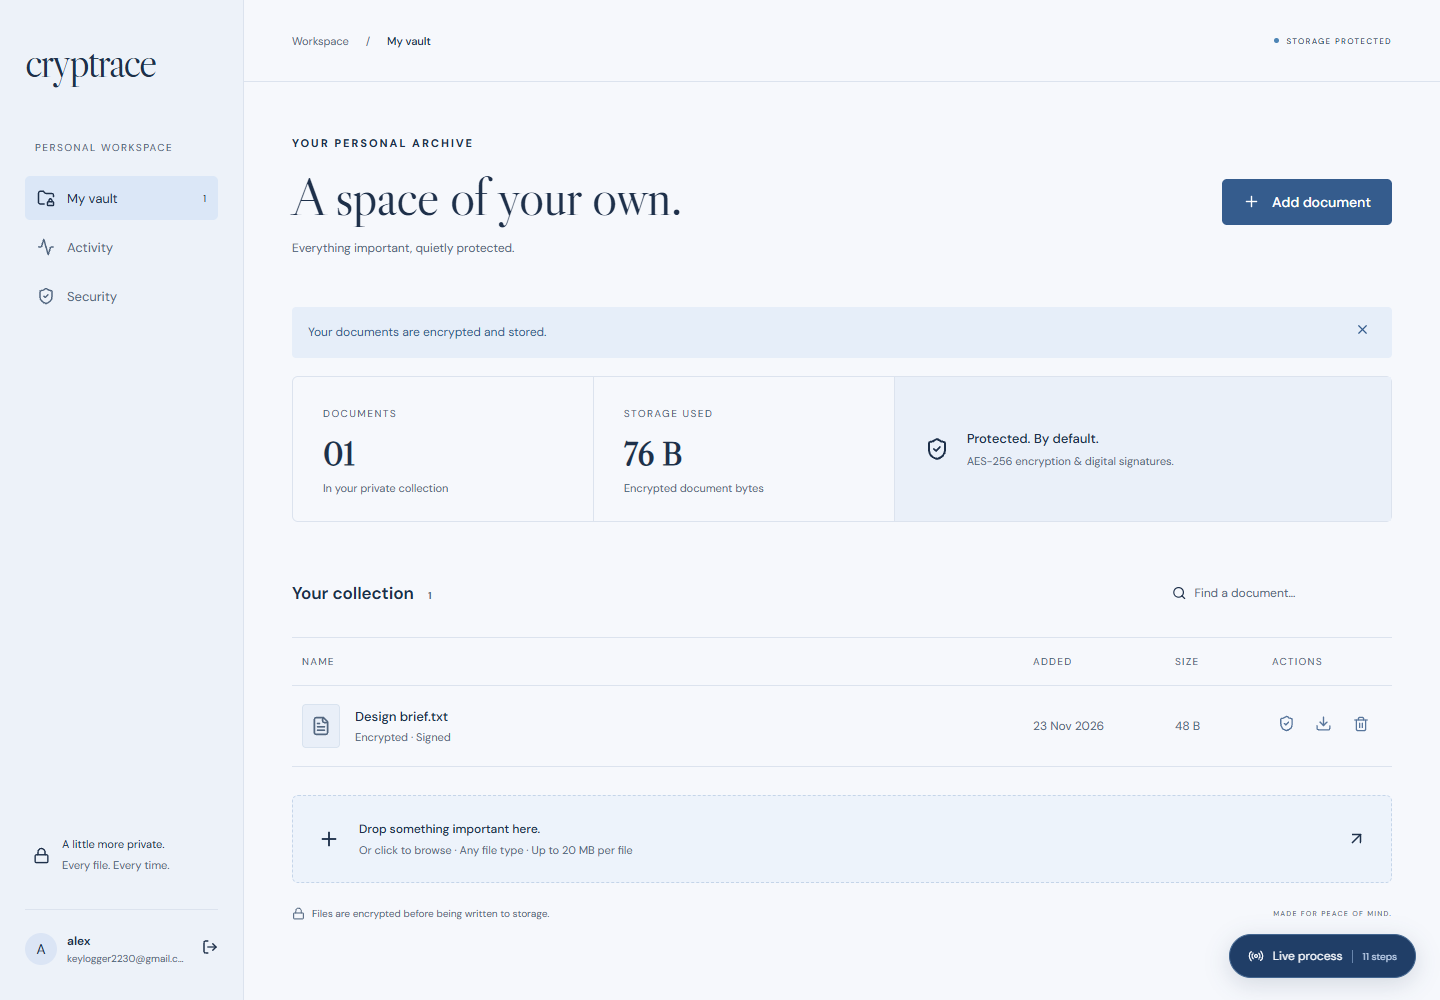 cryptrace
PERSONAL WORKSPACE
My vault 1
Activity
Security
A little more private.
Every file. Every time.
A
alex
keylogger2230@gmail.c...
Workspace / My vault
STORAGE PROTECTED
YOUR PERSONAL ARCHIVE
A space of your own.
Everything important, quietly protected.
Add document
Your documents are encrypted and stored.
DOCUMENTS
01
In your private collection
STORAGE USED
76 B
Encrypted document bytes
Protected. By default.
AES-256 encryption & digital signatures.
Your collection 1
Find a document...
NAME ADDED SIZE ACTIONS
Design brief.txt
Encrypted · Signed
23 Nov 2026 48 B
Drop something important here.
Or click to browse · Any file type · Up to 20 MB per file
Files are encrypted before being written to storage.
MADE FOR PEACE OF MIND.
Live process 11 steps